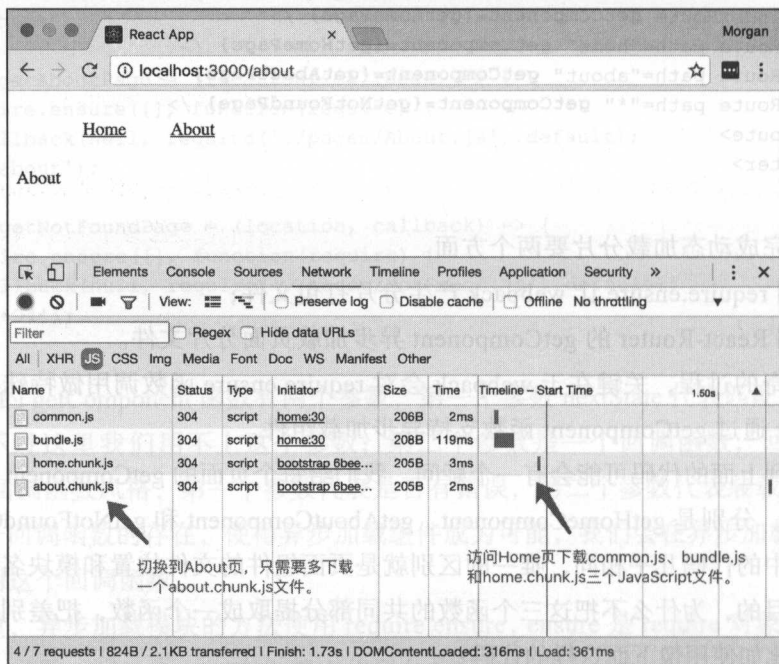 React App
Morgan
localhost:3000/about
Home About
About
Elements Console Sources Network Timeline Profiles Application Security »
View: Preserve log Disable cache Offline No throttling
Filter Regex Hide data URLs
All XHR JS CSS Img Media Font Doc WS Manifest Other
Name Status Type Initiator Size Time Timeline – Start Time 1.50s
common.js 304 script home:30 206B 2ms
bundle.js 304 script home:30 208B 119ms
home.chunk.js 304 script bootstrap 6bee... 205B 2ms
about.chunk.js 304 script bootstrap 6bee... 205B 2ms
切换到About页，只需要多下载
一个about.chunk.js文件。
访问Home页下载common.js、bundle.js
和home.chunk.js三个JavaScript文件。
4 / 7 requests | 824B / 2.1KB transferred | Finish: 1.73s | DOMContentLoaded: 316ms | Load: 361ms